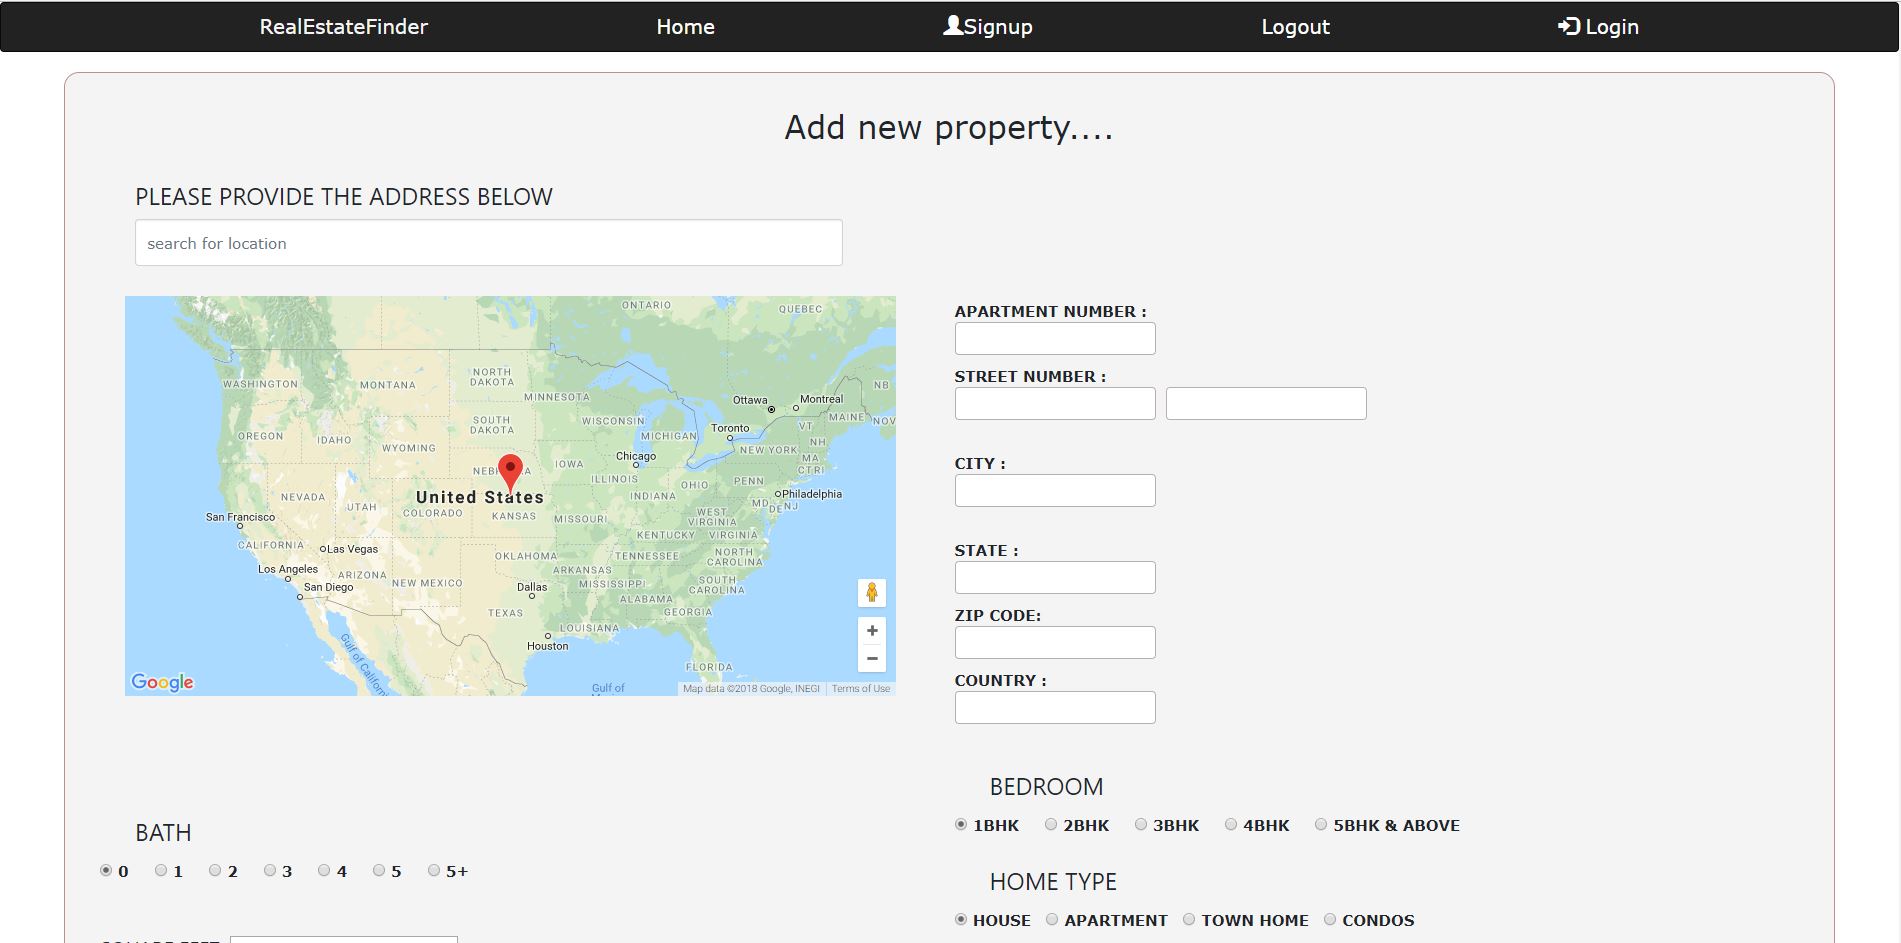 RealEstateFinder Home Signup Logout Login
Add new property....
PLEASE PROVIDE THE ADDRESS BELOW
search for location
ONTARIO
QUEBEC
WASHINGTON
MONTANA
NORTH DAKOTA
MINNESOTA
Ottawa
Montreal
NB
MAINE
NOV
VT
OREGON
IDAHO
SOUTH DAKOTA
WISCONSIN
MICHIGAN
Toronto
NH
WYOMING
NEW YORK
MA
CT RI
Chicago
IOWA
ILLINOIS
INDIANA
OHIO
PENN
Philadelphia
United States
NEVADA
UTAH
COLORADO
KANSAS
MISSOURI
WEST VIRGINIA
MD
DE NJ
San Francisco
CALIFORNIA
Las Vegas
KENTUCKY
VIRGINIA
OKLAHOMA
TENNESSEE
NORTH CAROLINA
Los Angeles
ARIZONA
NEW MEXICO
ARKANSAS
MISSISSIPPI
SOUTH CAROLINA
San Diego
Dallas
ALABAMA
GEORGIA
TEXAS
LOUISIANA
Houston
FLORIDA
Gulf of California
Gulf of
Google
Map data ©2018 Google, INEGI Terms of Use
+
−
APARTMENT NUMBER :
STREET NUMBER :
CITY :
STATE :
ZIP CODE:
COUNTRY :
BEDROOM
1BHK 2BHK 3BHK 4BHK 5BHK & ABOVE
BATH
0 1 2 3 4 5 5+
HOME TYPE
HOUSE APARTMENT TOWN HOME CONDOS